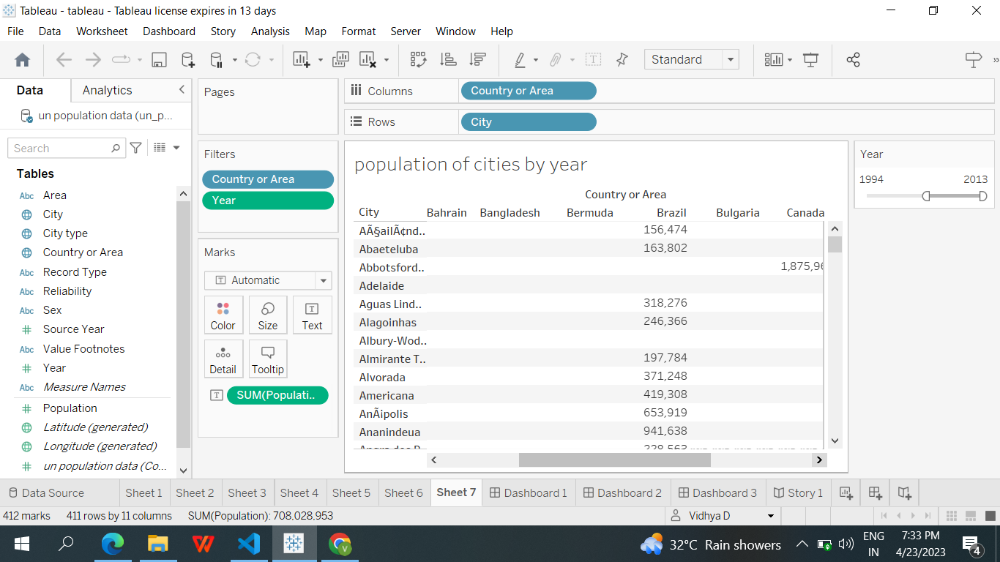 Tableau - tableau - Tableau license expires in 13 days
File Data Worksheet Dashboard Story Analysis Map Format Server Window Help
Standard
Data Analytics
un population data (un_p...
Search
Tables
Abc Area
City
City type
Country or Area
Abc Record Type
Abc Reliability
Abc Sex
Source Year
Abc Value Footnotes
Year
Abc Measure Names
Population
Latitude (generated)
Longitude (generated)
un population data (Co...
Pages
Filters
Country or Area
Year
Marks
Automatic
Color Size Text
Detail Tooltip
SUM(Populati..
Columns Country or Area
Rows City
population of cities by year
Country or Area
City Bahrain Bangladesh Bermuda Brazil Bulgaria Canada
AÃ§ailÃ¢nd.. 156,474
Abaeteluba 163,802
Abbotsford.. 1,875,96
Adelaide
Aguas Lind.. 318,276
Alagoinhas 246,366
Albury-Wod..
Almirante T.. 197,784
Alvorada 371,248
Americana 419,308
AnÃipolis 653,919
Ananindeua 941,638
Year
1994 2013
Data Source Sheet 1 Sheet 2 Sheet 3 Sheet 4 Sheet 5 Sheet 6 Sheet 7 Dashboard 1 Dashboard 2 Dashboard 3 Story 1
412 marks 411 rows by 11 columns SUM(Population): 708,028,953 Vidhya D
32°C Rain showers
ENG
IN
7:33 PM
4/23/2023
4